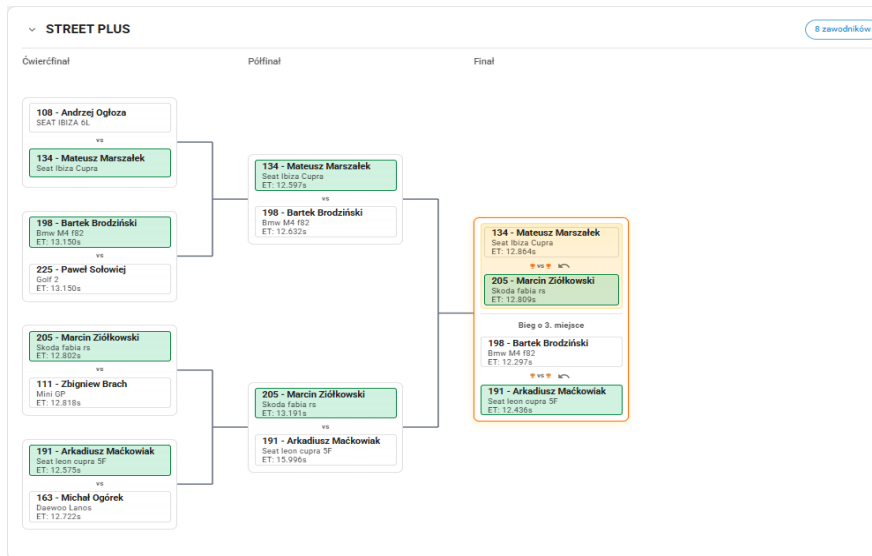 STREET PLUS
8 zawodników
Ćwierćfinał
Półfinał
Finał
108 - Andrzej Ogłoza
SEAT IBIZA 6L
vs
134 - Mateusz Marszałek
Seat Ibiza Cupra
198 - Bartek Brodziński
Bmw M4 f82
ET: 13.150s
vs
225 - Paweł Sołowiej
Golf 2
ET: 13.150s
205 - Marcin Ziółkowski
Skoda fabia rs
ET: 12.802s
vs
111 - Zbigniew Brach
Mini GP
ET: 12.818s
191 - Arkadiusz Maćkowiak
Seat leon cupra 5F
ET: 12.575s
vs
163 - Michał Ogórek
Daewoo Lanos
ET: 12.722s
134 - Mateusz Marszałek
Seat Ibiza Cupra
ET: 12.597s
vs
198 - Bartek Brodziński
Bmw M4 f82
ET: 12.632s
205 - Marcin Ziółkowski
Skoda fabia rs
ET: 13.191s
vs
191 - Arkadiusz Maćkowiak
Seat leon cupra 5F
ET: 15.996s
134 - Mateusz Marszałek
Seat Ibiza Cupra
ET: 12.864s
vs
205 - Marcin Ziółkowski
Skoda fabia rs
ET: 12.809s
Bieg o 3. miejsce
198 - Bartek Brodziński
Bmw M4 f82
ET: 12.297s
vs
191 - Arkadiusz Maćkowiak
Seat leon cupra 5F
ET: 12.436s